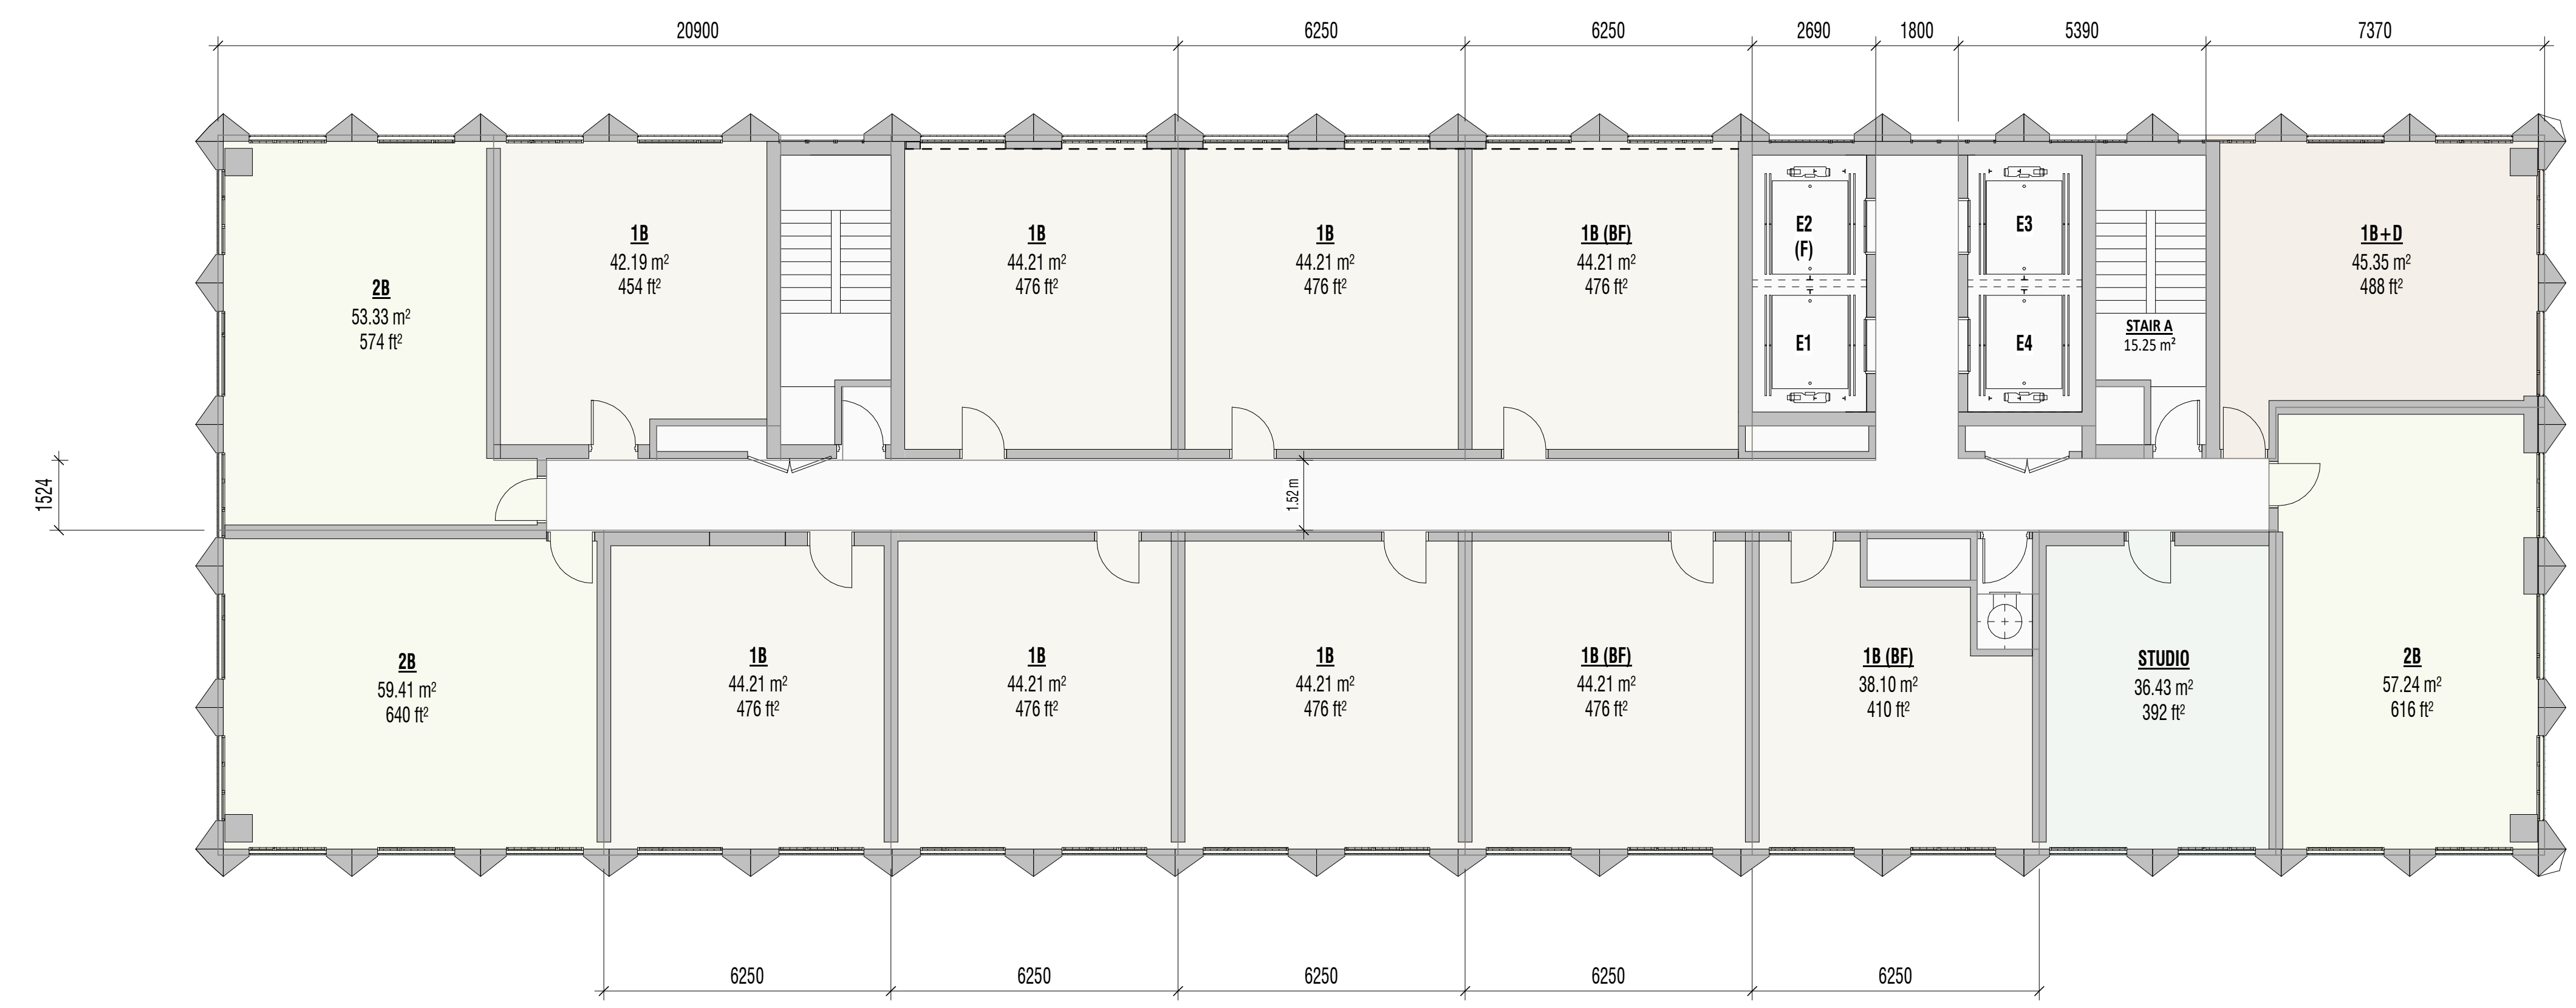 20900
6250
6250
2690
1800
5390
7370
2B
53.33 m²
574 ft²
1B
42.19 m²
454 ft²
1B
44.21 m²
476 ft²
1B
44.21 m²
476 ft²
1B (BF)
44.21 m²
476 ft²
E2
(F)
E1
E3
E4
STAIR A
15.25 m²
1B+D
45.35 m²
488 ft²
1524
1.52 m
2B
59.41 m²
640 ft²
1B
44.21 m²
476 ft²
1B
44.21 m²
476 ft²
1B
44.21 m²
476 ft²
1B (BF)
44.21 m²
476 ft²
1B (BF)
38.10 m²
410 ft²
STUDIO
36.43 m²
392 ft²
2B
57.24 m²
616 ft²
6250
6250
6250
6250
6250